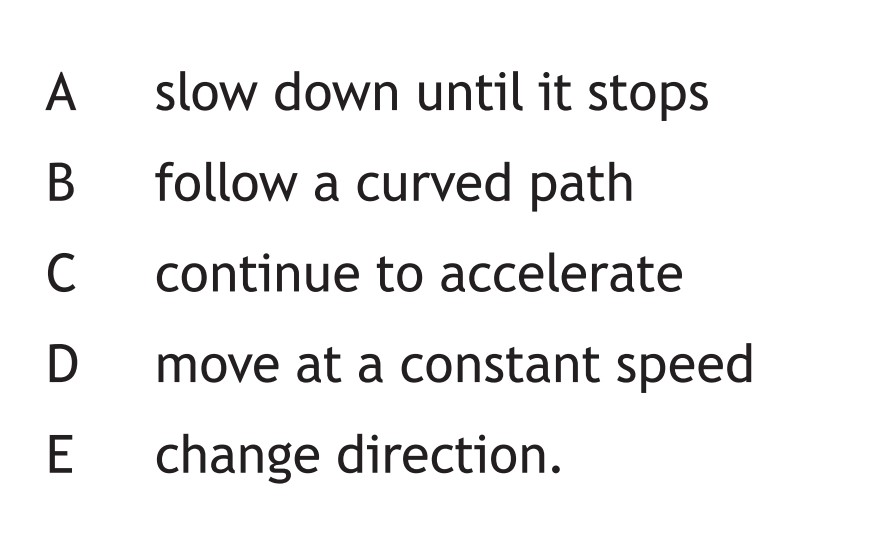 A slow down until it stops
B follow a curved path
C continue to accelerate
D move at a constant speed
E change direction.